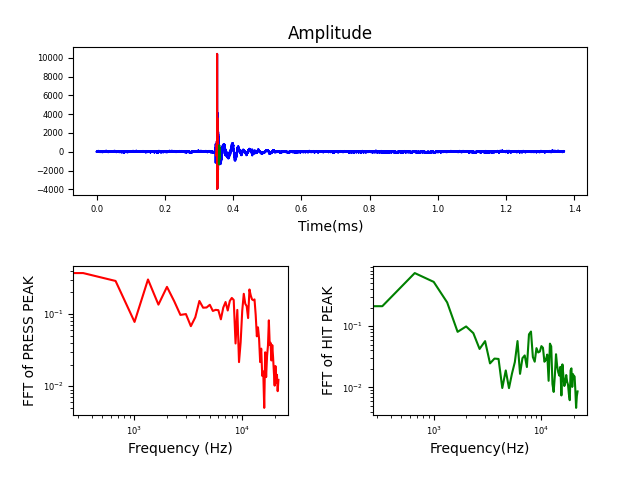 Amplitude
10000
8000
6000
4000
2000
0
−2000
−4000
0.0 0.2 0.4 0.6 0.8 1.0 1.2 1.4
Time(ms)
FFT of PRESS PEAK
10⁻¹
10⁻²
10³ 10⁴
Frequency (Hz)
FFT of HIT PEAK
10⁻¹
10⁻²
10³ 10⁴
Frequency(Hz)